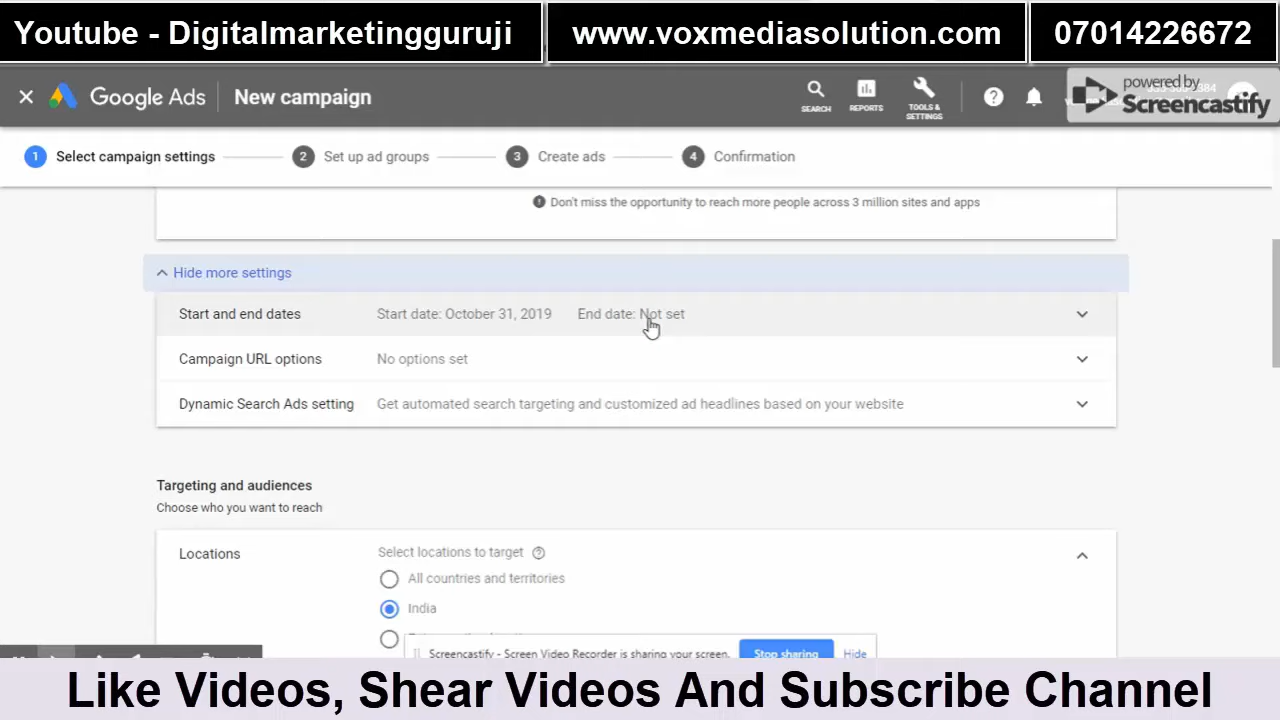 Youtube - Digitalmarketingguruji www.voxmediasolution.com 07014226672
Google Ads New campaign SEARCH REPORTS TOOLS & SETTINGS
powered by
Screencastify
1 Select campaign settings 2 Set up ad groups 3 Create ads 4 Confirmation
Don't miss the opportunity to reach more people across 3 million sites and apps
Hide more settings
Start and end dates Start date: October 31, 2019 End date: Not set
Campaign URL options No options set
Dynamic Search Ads setting Get automated search targeting and customized ad headlines based on your website
Targeting and audiences
Choose who you want to reach
Locations Select locations to target
All countries and territories
India
Screencastify - Screen Video Recorder is sharing your screen. Stop sharing Hide
Like Videos, Shear Videos And Subscribe Channel